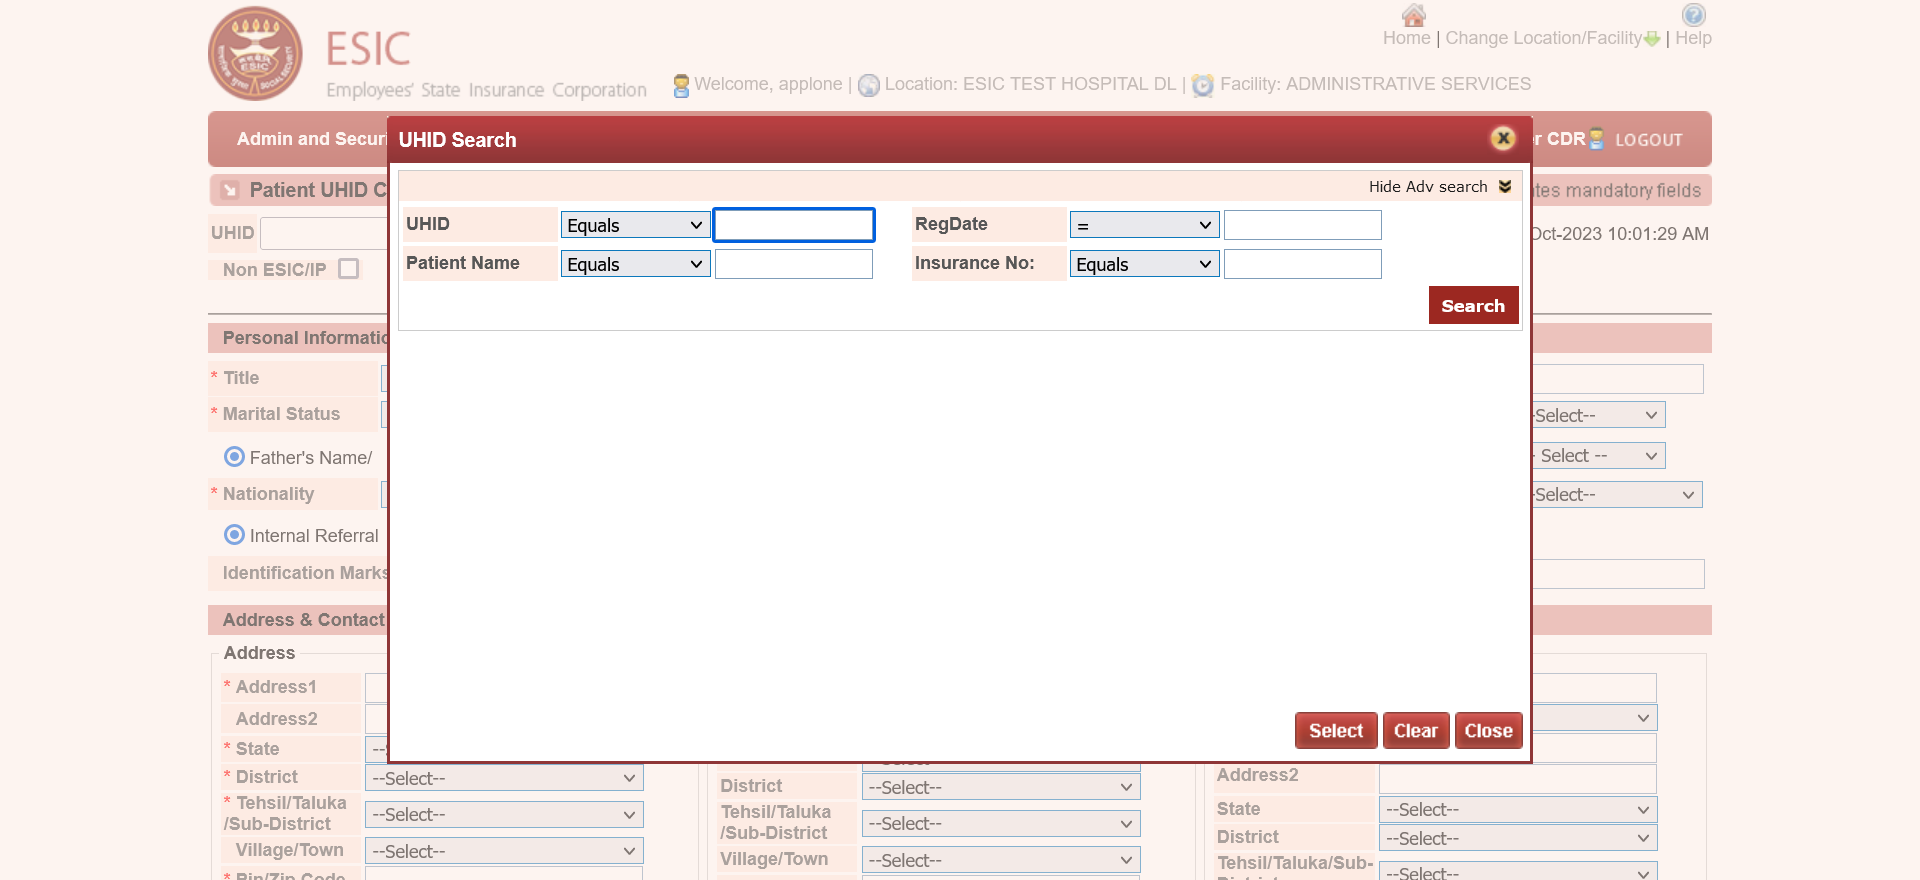 ESIC
Employees' State Insurance Corporation
Home | Change Location/Facility | Help
Welcome, applone | Location: ESIC TEST HOSPITAL DL | Facility: ADMINISTRATIVE SERVICES
Admin and Securi
r CDR LOGOUT
UHID Search
Patient UHID C
tes mandatory fields
Hide Adv search
UHID
Oct-2023 10:01:29 AM
Non ESIC/IP
UHID Equals RegDate =
Patient Name Equals Insurance No: Equals
Search
Personal Informatio
* Title
* Marital Status
-Select--
Father's Name/
- Select --
* Nationality
-Select--
Internal Referral
Identification Marks
Address & Contact
Address
* Address1
Address2
* State
* District --Select--
* Tehsil/Taluka
/Sub-District --Select--
Village/Town --Select--
* Pin/Zip Code
District --Select--
Tehsil/Taluka
/Sub-District --Select--
Village/Town --Select--
Address2
State --Select--
District --Select--
Tehsil/Taluka/Sub-
District --Select--
Select Clear Close